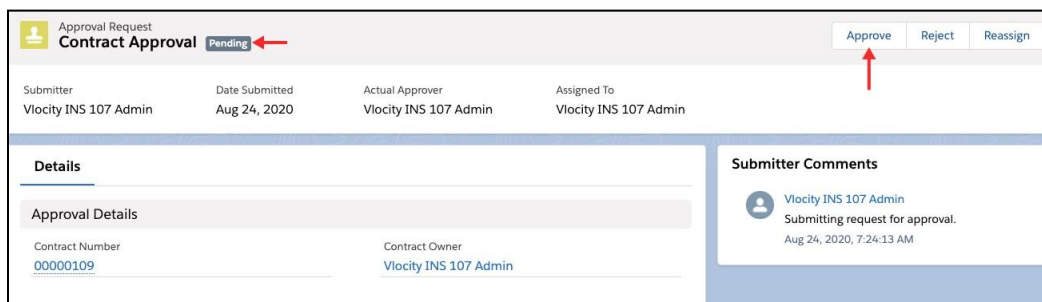 Approval Request
Contract Approval Pending
Approve Reject Reassign
Submitter Date Submitted Actual Approver Assigned To
Vlocity INS 107 Admin Aug 24, 2020 Vlocity INS 107 Admin Vlocity INS 107 Admin
Details
Approval Details
Contract Number Contract Owner
00000109 Vlocity INS 107 Admin
Submitter Comments
Vlocity INS 107 Admin
Submitting request for approval.
Aug 24, 2020, 7:24:13 AM